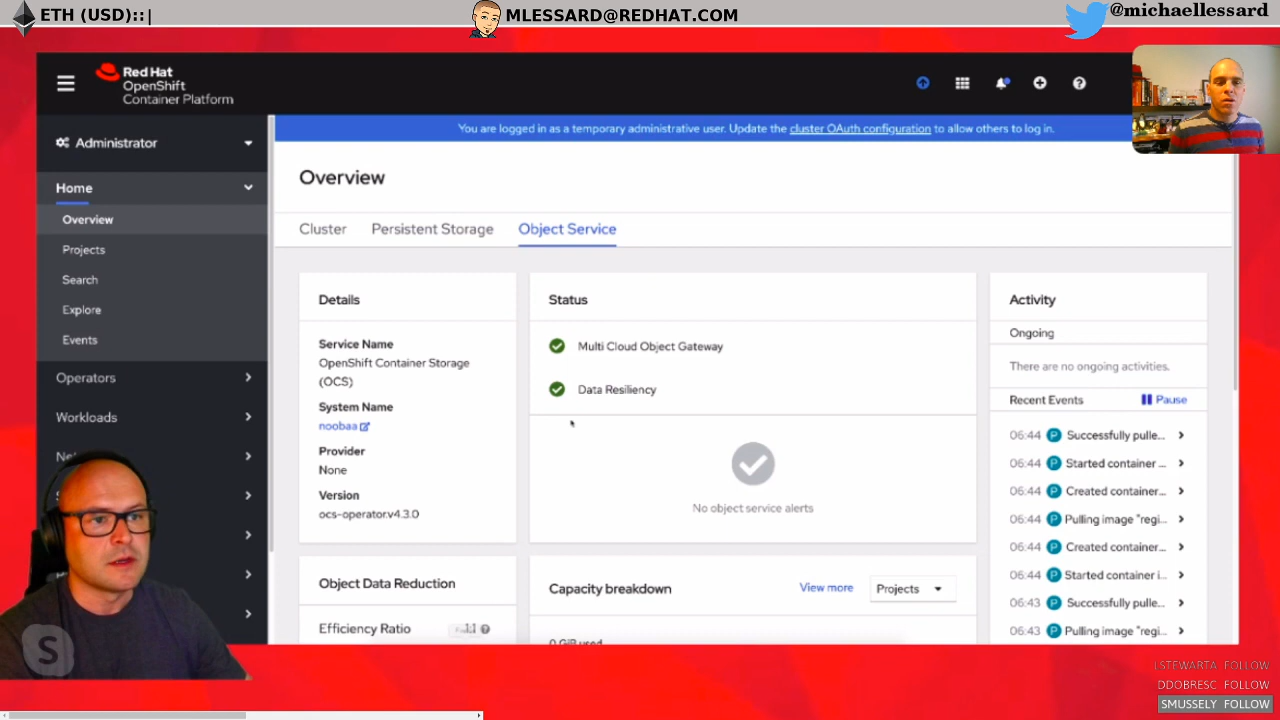 ETH (USD)::|
MLESSARD@REDHAT.COM
@michaellessard
Red Hat
OpenShift
Container Platform
You are logged in as a temporary administrative user. Update the cluster OAuth configuration to allow others to log in.
Administrator
Home
Overview
Projects
Search
Explore
Events
Operators
Workloads
Overview
Cluster
Persistent Storage
Object Service
Details
Service Name
OpenShift Container Storage
(OCS)
System Name
noobaa
Provider
None
Version
ocs-operator.v4.3.0
Object Data Reduction
Efficiency Ratio
Status
Multi Cloud Object Gateway
Data Resiliency
No object service alerts
Capacity breakdown
View more
Projects
0 GiB used
Activity
Ongoing
There are no ongoing activities.
Recent Events
Pause
06:44 P Successfully pulle...
06:44 P Started container ...
06:44 P Created container...
06:44 P Pulling image "regi...
06:44 P Created container...
06:44 P Started container i...
06:43 P Successfully pulle...
06:43 P Pulling image "regi...
S
LSTEWARTA FOLLOW
DDOBRESC FOLLOW
SMUSSELY FOLLOW